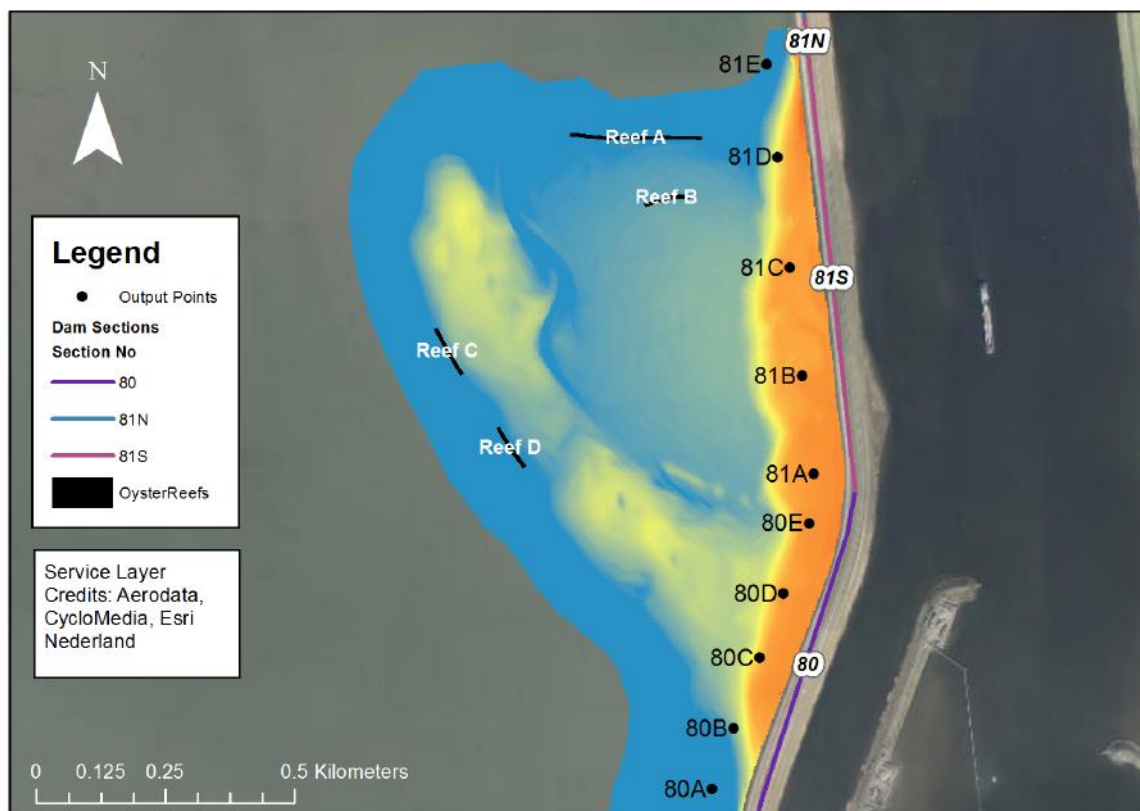 81N
N
81E
Reef A
81D
Reef B
Legend
Output Points
Dam Sections
Section No
80
81N
81S
OysterReefs
81C
81S
Reef C
81B
Reef D
81A
80E
Service Layer
Credits: Aerodata,
CycloMedia, Esri
Nederland
80D
80C
80
80B
80A
0 0.125 0.25 0.5 Kilometers